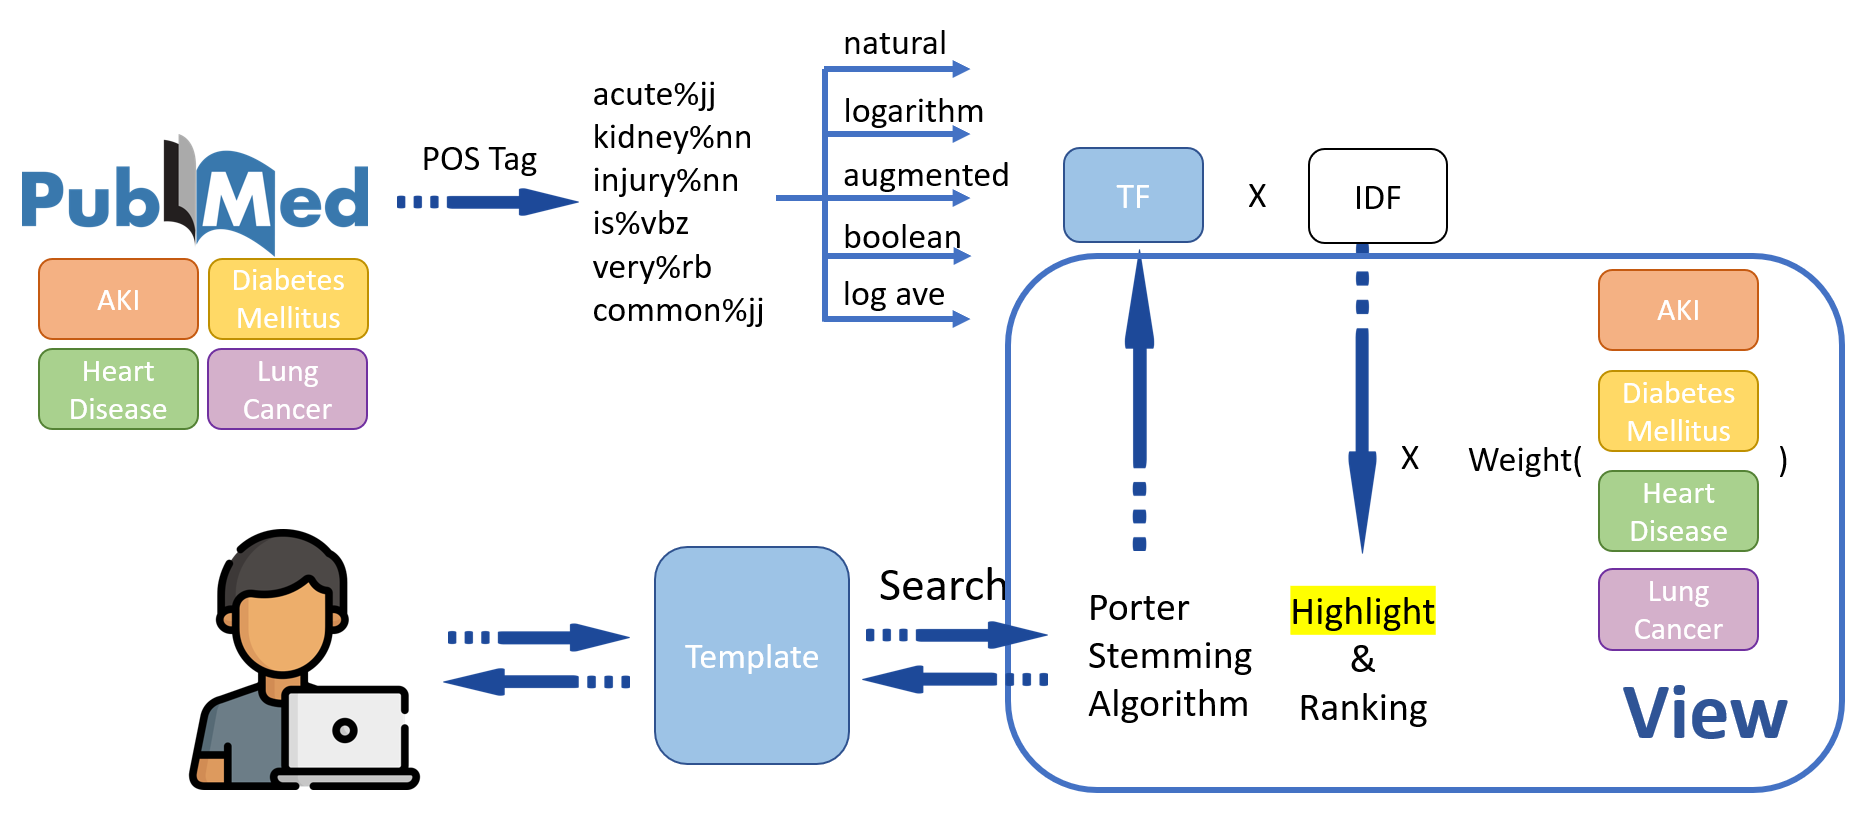 PubMed
AKI
Diabetes
Mellitus
Heart
Disease
Lung
Cancer
POS Tag
acute%jj
kidney%nn
injury%nn
is%vbz
very%rb
common%jj
natural
logarithm
augmented
boolean
log ave
TF
X
IDF
X
Weight(
AKI
Diabetes
Mellitus
Heart
Disease
Lung
Cancer
)
Template
Search
Porter
Stemming
Algorithm
Highlight
&
Ranking
View